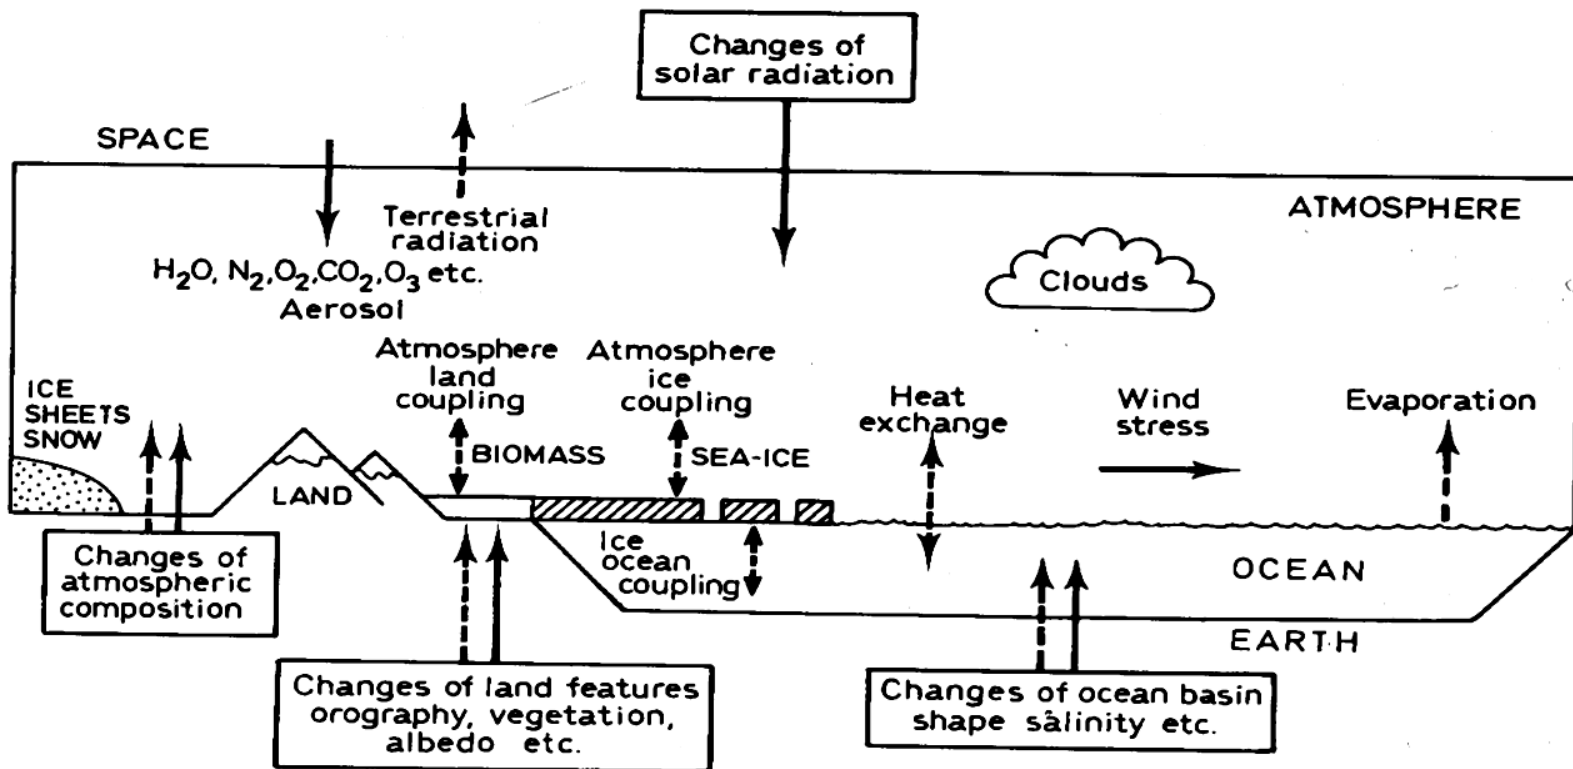 Changes of
solar radiation
SPACE
ATMOSPHERE
Terrestrial
radiation
H₂O, N₂,O₂,CO₂,O₃ etc.
Aerosol
Clouds
Atmosphere
land
coupling
Atmosphere
ice
coupling
ICE
SHEETS
SNOW
Heat
exchange
Wind
stress
Evaporation
BIOMASS
SEA-ICE
LAND
Changes of
atmospheric
composition
Ice
ocean
coupling
OCEAN
EARTH
Changes of land features
orography, vegetation,
albedo etc.
Changes of ocean basin
shape salinity etc.